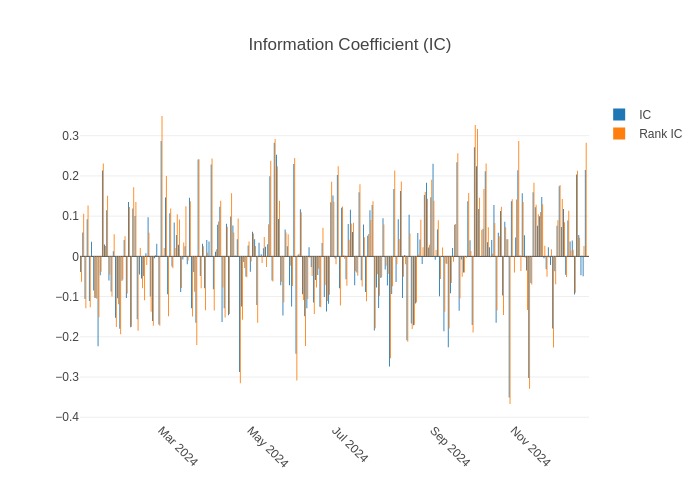 Information Coefficient (IC)
IC
Rank IC
0.3
0.2
0.1
0
−0.1
−0.2
−0.3
−0.4
Mar 2024
May 2024
Jul 2024
Sep 2024
Nov 2024